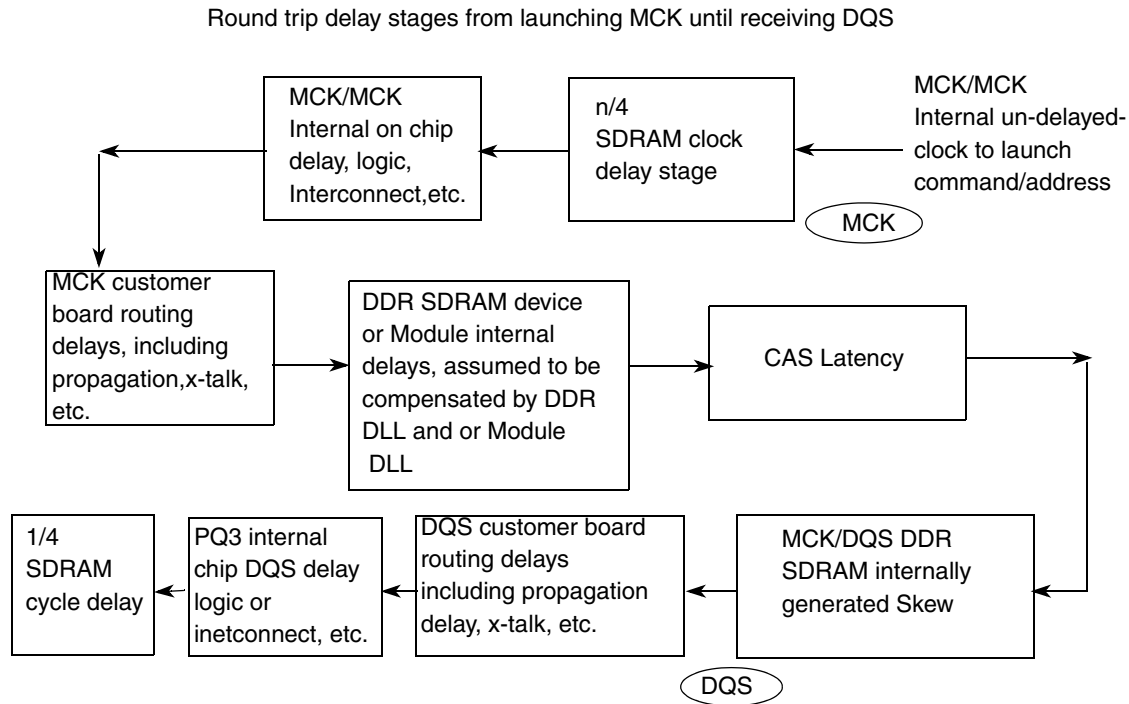 Round trip delay stages from launching MCK until receiving DQS
MCK/MCK
Internal un-delayed-
clock to launch
command/address
MCK
n/4
SDRAM clock
delay stage
MCK/MCK
Internal on chip
delay, logic,
Interconnect,etc.
MCK customer
board routing
delays, including
propagation,x-talk,
etc.
DDR SDRAM device
or Module internal
delays, assumed to be
compensated by DDR
DLL and or Module
DLL
CAS Latency
MCK/DQS DDR
SDRAM internally
generated Skew
DQS
DQS customer board
routing delays
including propagation
delay, x-talk, etc.
PQ3 internal
chip DQS delay
logic or
inetconnect, etc.
1/4
SDRAM
cycle delay